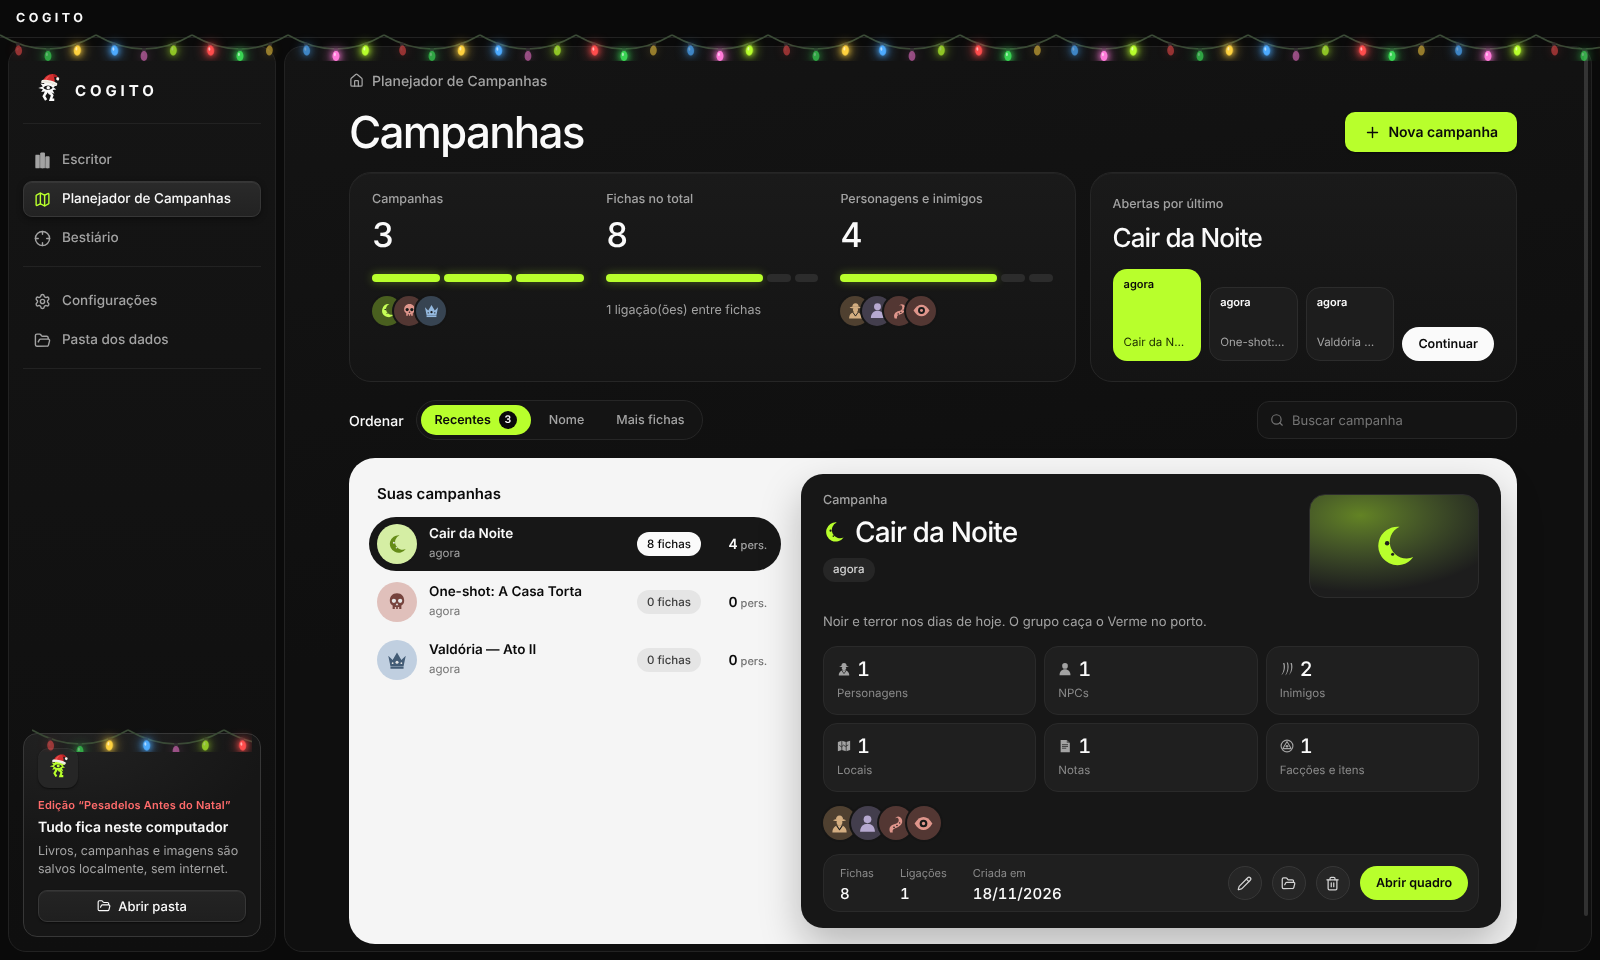 COGITO
COGITO
Escritor
Planejador de Campanhas
Bestiário
Configurações
Pasta dos dados
Edição “Pesadelos Antes do Natal”
Tudo fica neste computador
Livros, campanhas e imagens são
salvos localmente, sem internet.
Abrir pasta
Planejador de Campanhas
Campanhas
Nova campanha
Campanhas
3
Fichas no total
8
1 ligação(ões) entre fichas
Personagens e inimigos
4
Abertas por último
Cair da Noite
agora
Cair da N...
agora
One-shot:...
agora
Valdória ...
Continuar
Ordenar
Recentes 3
Nome
Mais fichas
Buscar campanha
Suas campanhas
Cair da Noite
agora
8 fichas
4 pers.
One-shot: A Casa Torta
agora
0 fichas
0 pers.
Valdória — Ato II
agora
0 fichas
0 pers.
Campanha
Cair da Noite
agora
Noir e terror nos dias de hoje. O grupo caça o Verme no porto.
1
Personagens
1
NPCs
2
Inimigos
1
Locais
1
Notas
1
Facções e itens
Fichas
8
Ligações
1
Criada em
18/11/2026
Abrir quadro